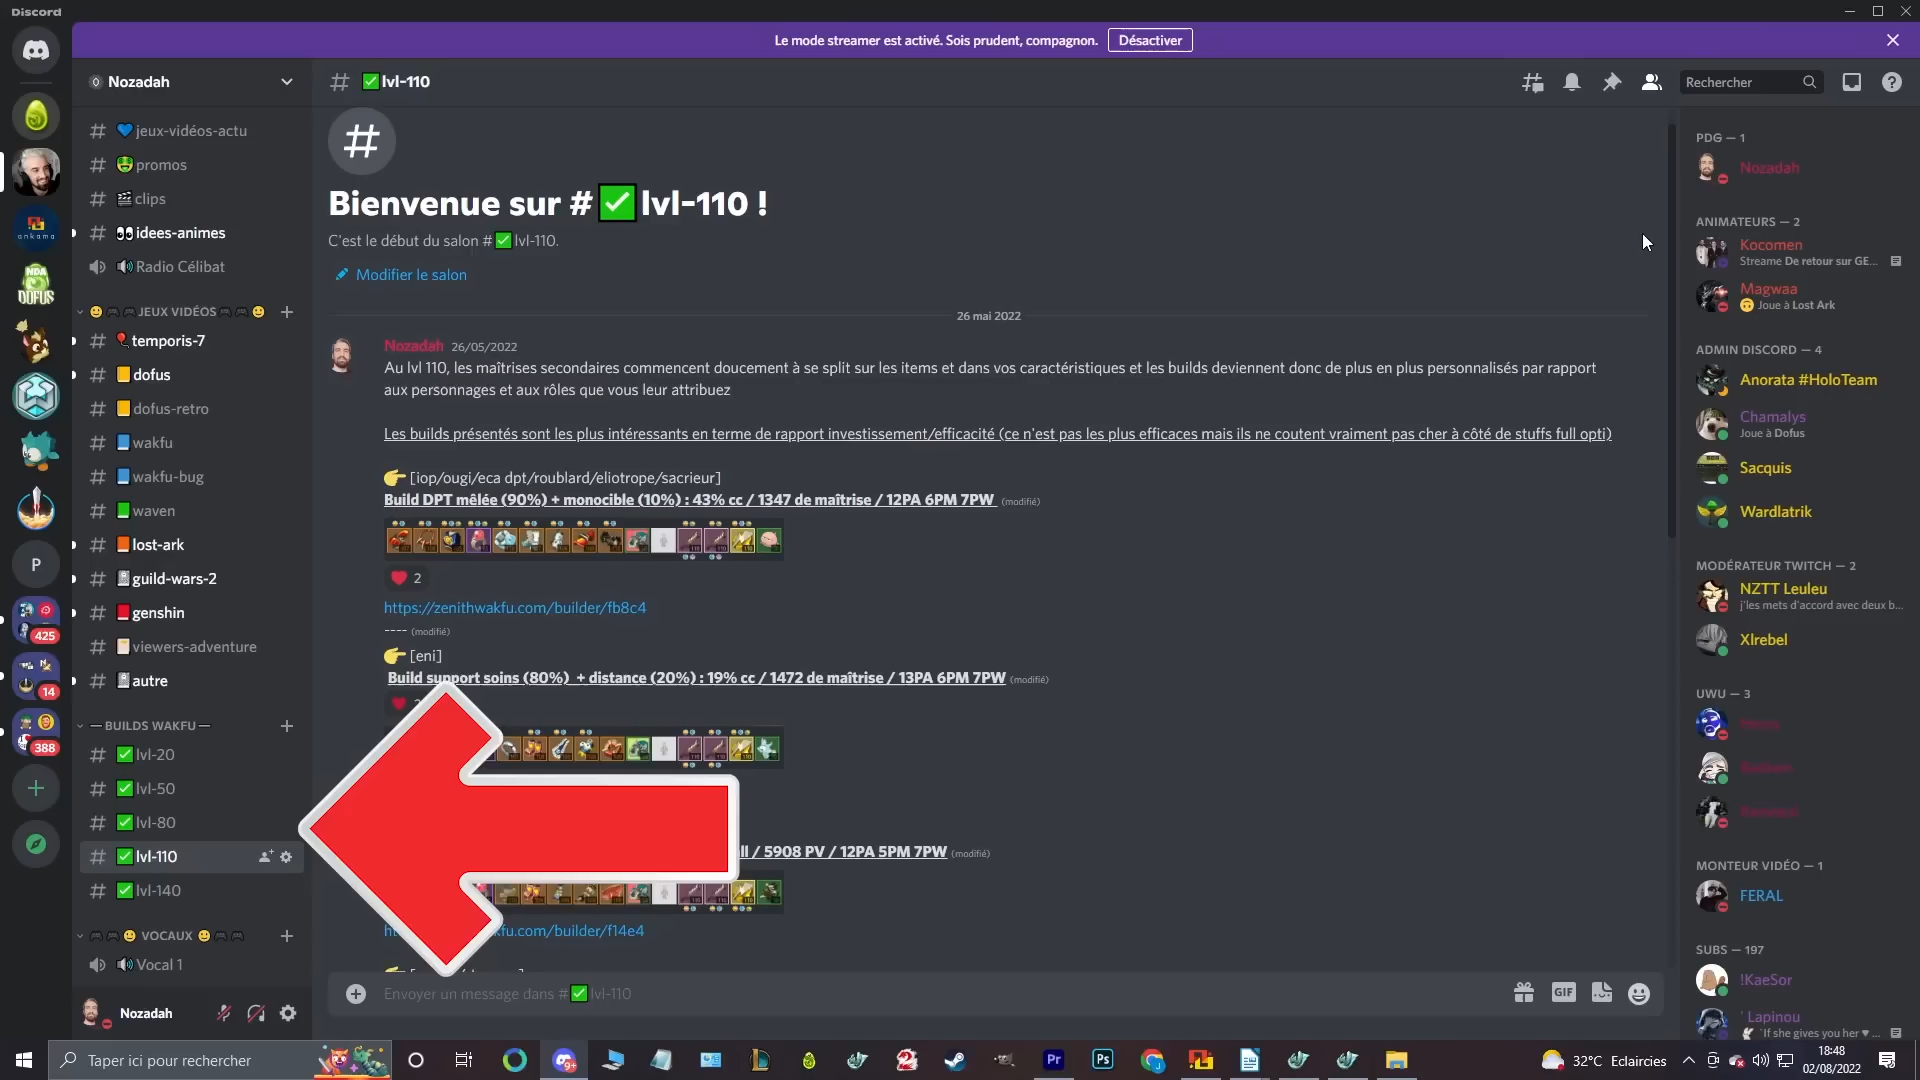 Discord
Le mode streamer est activé. Sois prudent, compagnon.
Désactiver
Nozadah
lvl-110
Rechercher
jeux-vidéos-actu
promos
clips
idees-animes
Radio Célibat
JEUX VIDÉOS
temporis-7
dofus
dofus-retro
wakfu
wakfu-bug
waven
lost-ark
guild-wars-2
genshin
viewers-adventure
autre
—BUILDS WAKFU—
lvl-20
lvl-50
lvl-80
lvl-110
lvl-140
VOCAUX
Vocal 1
Nozadah
ankama
NDA
DOFUS
P
425
14
388
Bienvenue sur # ✅lvl-110 !
C'est le début du salon # ✅lvl-110.
Modifier le salon
26 mai 2022
Nozadah 26/05/2022
Au lvl 110, les maîtrises secondaires commencent doucement à se split sur les items et dans vos caractéristiques et les builds deviennent donc de plus en plus personnalisés par rapport
aux personnages et aux rôles que vous leur attribuez
Les builds présentés sont les plus intéressants en terme de rapport investissement/efficacité (ce n'est pas les plus efficaces mais ils ne coutent vraiment pas cher à côté de stuffs full opti)
👉 [iop/ougi/eca dpt/roublard/eliotrope/sacrieur]
Build DPT mêlée (90%) + monocible (10%) : 43% cc / 1347 de maîtrise / 12PA 6PM 7PW (modifié)
2
https://zenithwakfu.com/builder/fb8c4
---- (modifié)
👉 [eni]
Build support soins (80%) + distance (20%) : 19% cc / 1472 de maîtrise / 13PA 6PM 7PW (modifié)
ll / 5908 PV / 12PA 5PM 7PW (modifié)
kfu.com/builder/f14e4
Envoyer un message dans # ✅lvl-110
GIF
PDG — 1
Nozadah
ANIMATEURS — 2
Kocomen
Streame De retour sur GE...
Magwaa
Joue à Lost Ark
ADMIN DISCORD — 4
Anorata #HoloTeam
Chamalys
Joue à Dofus
Sacquis
Wardlatrik
MODÉRATEUR TWITCH — 2
NZTT Leuleu
j'les mets d'accord avec deux b...
Xlrebel
UWU — 3
MONTEUR VIDÉO — 1
FERAL
SUBS — 197
!KaeSor
' Lapinou
'If she gives you her ♥ ...
Taper ici pour rechercher
9+
Pr
Ps
32°C Eclaircies
18:48
02/08/2022